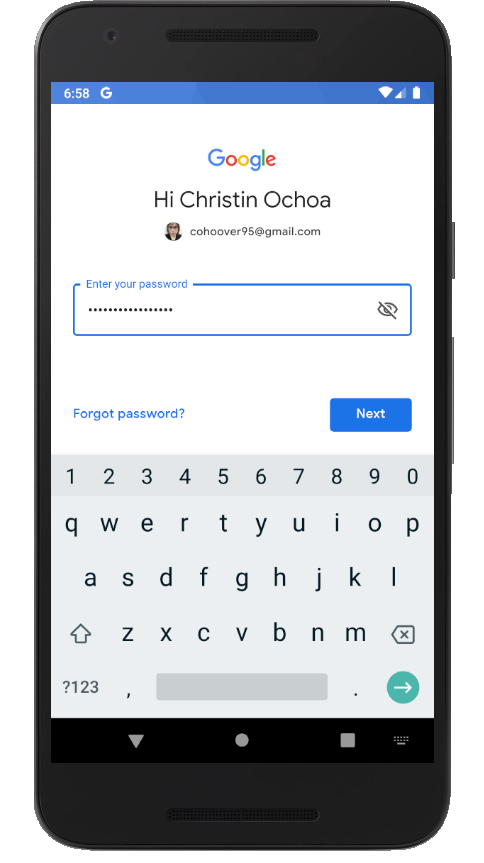 6:58 G
Google
Hi Christin Ochoa
cohoover95@gmail.com
Enter your password
•••••••••••••••••
Forgot password?
Next
1 2 3 4 5 6 7 8 9 0
q w e r t y u i o p
a s d f g h j k l
z x c v b n m
?123 , .